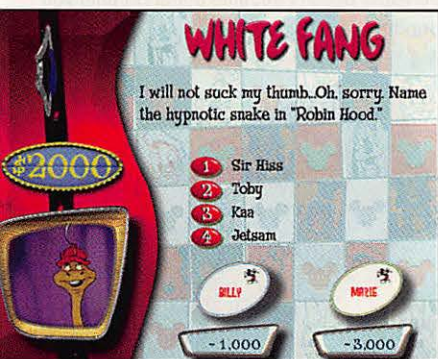 WHITE FANG
I will not suck my thumb...Oh, sorry. Name
the hypnotic snake in "Robin Hood."
2000
1 Sir Hiss
2 Toby
3 Kaa
4 Jetsam
BILLY
MAZIE
-1,000
-3,000